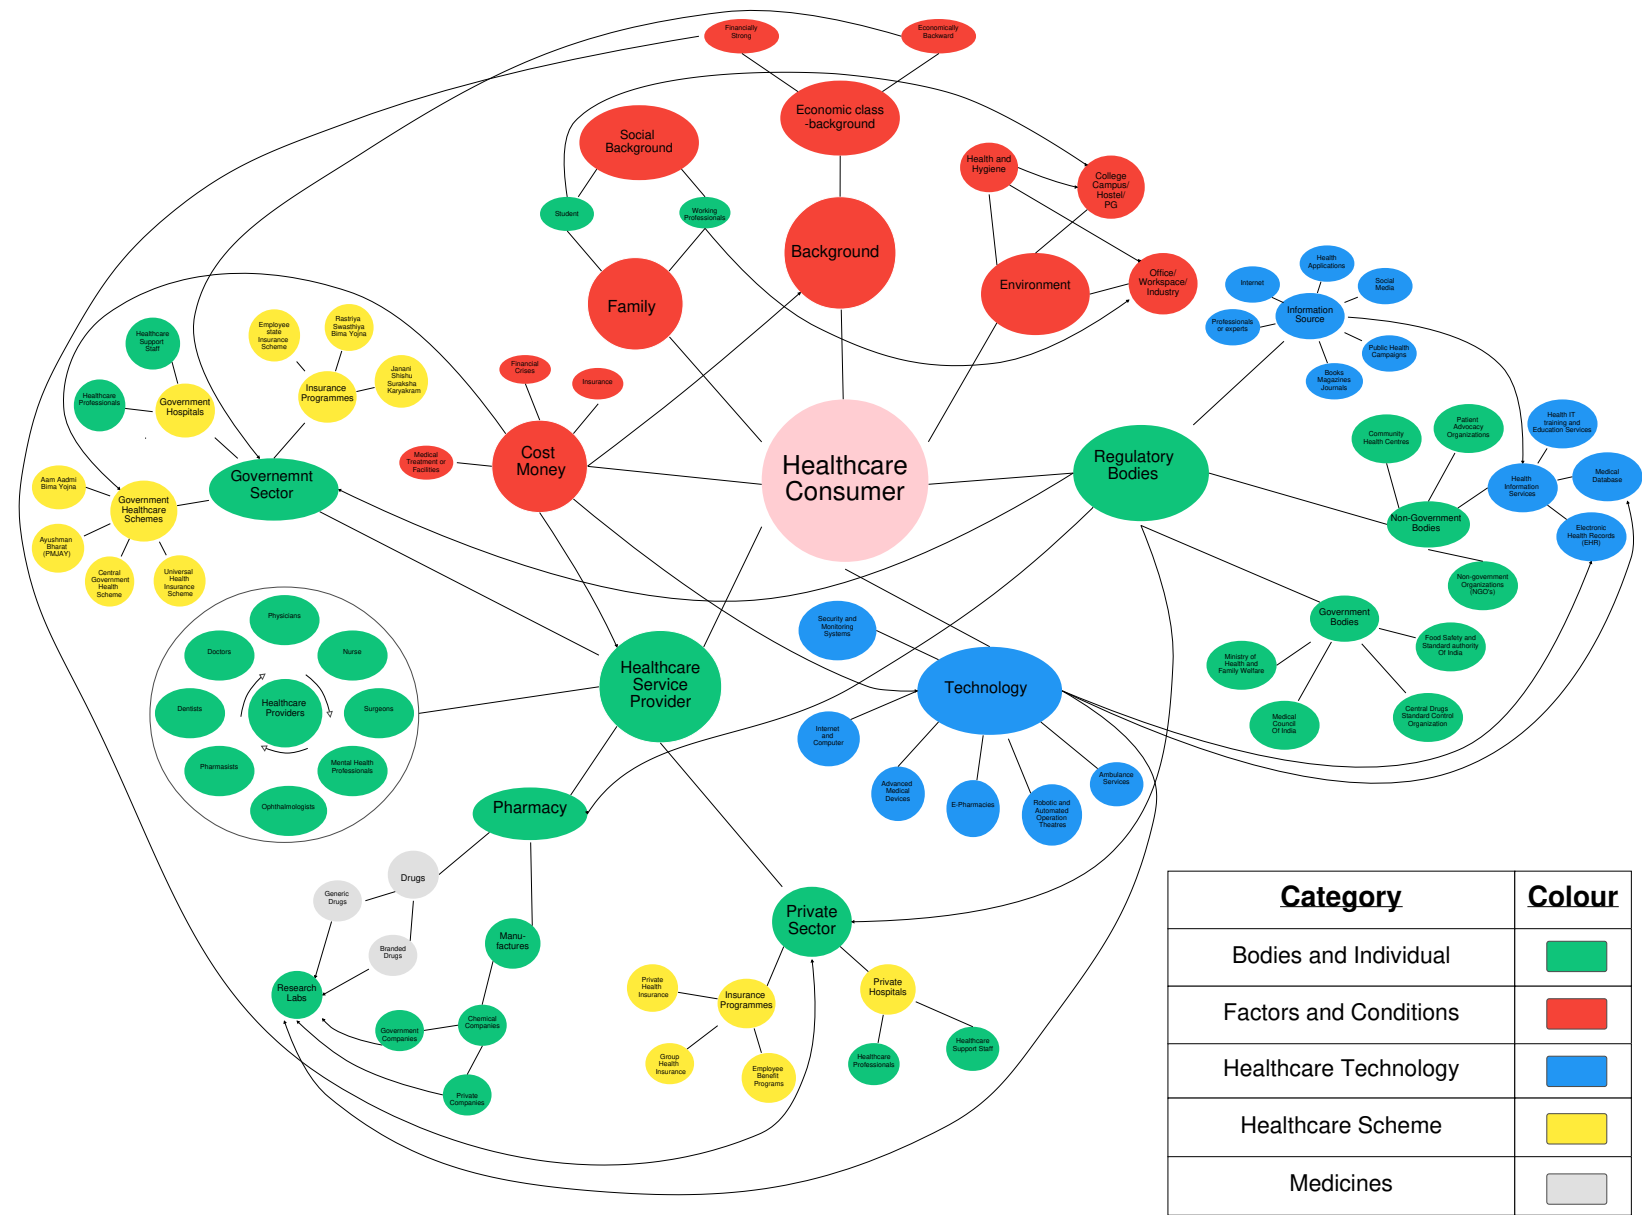 Financially
Strong
Economically
Backward
Economic class
-background
Social
Background
Health and
Hygiene
College
Campus/
Hostel/
PG
Student
Working
Professionals
Background
Family
Environment
Office/
Workspace/
Industry
Health
Applications
Internet
Social
Media
Information
Source
Professionals
or experts
Public Health
Campaigns
Books
Magazines
Journals
Healthcare
Support
Staff
Employee
state
Insurance
Scheme
Rastriya
Swasthiya
Bima Yojna
Janani
Shishu
Suraksha
Karyakram
Insurance
Programmes
Healthcare
Professionals
Government
Hospitals
Financial
Crises
Insurance
Medical
Treatment or
Facilities
Cost
Money
Healthcare
Consumer
Regulatory
Bodies
Community
Health Centres
Patient
Advocacy
Organizations
Health IT
training and
Education Services
Medical
Database
Health
Information
Services
Electronic
Health Records
(EHR)
Non-Government
Bodies
Non-government
Organizations
(NGO's)
Governemnt
Sector
Aam Aadmi
Bima Yojna
Government
Healthcare
Schemes
Ayushman
Bharat
(PMJAY)
Central
Government
Health
Scheme
Universal
Health
Insurance
Scheme
Physicians
Doctors
Nurse
Dentists
Healthcare
Providers
Surgeons
Pharmasists
Mental Health
Professionals
Ophthalmologists
Healthcare
Service
Provider
Security and
Monitoring
Systems
Technology
Internet
and
Computer
Advanced
Medical
Devices
E-Pharmacies
Robotic and
Automated
Operation
Theatres
Ambulance
Services
Government
Bodies
Ministry of
Health and
Family Welfare
Food Safety and
Standard authority
Of India
Medical
Council
Of India
Central Drugs
Standard Control
Organization
Pharmacy
Drugs
Generic
Drugs
Branded
Drugs
Manu-
factures
Research
Labs
Government
Companies
Chemical
Companies
Private
Companies
Private
Sector
Private
Health
Insurance
Insurance
Programmes
Private
Hospitals
Group
Health
Insurance
Employee
Benefit
Programs
Healthcare
Professionals
Healthcare
Support Staff
Category Colour
Bodies and Individual
Factors and Conditions
Healthcare Technology
Healthcare Scheme
Medicines